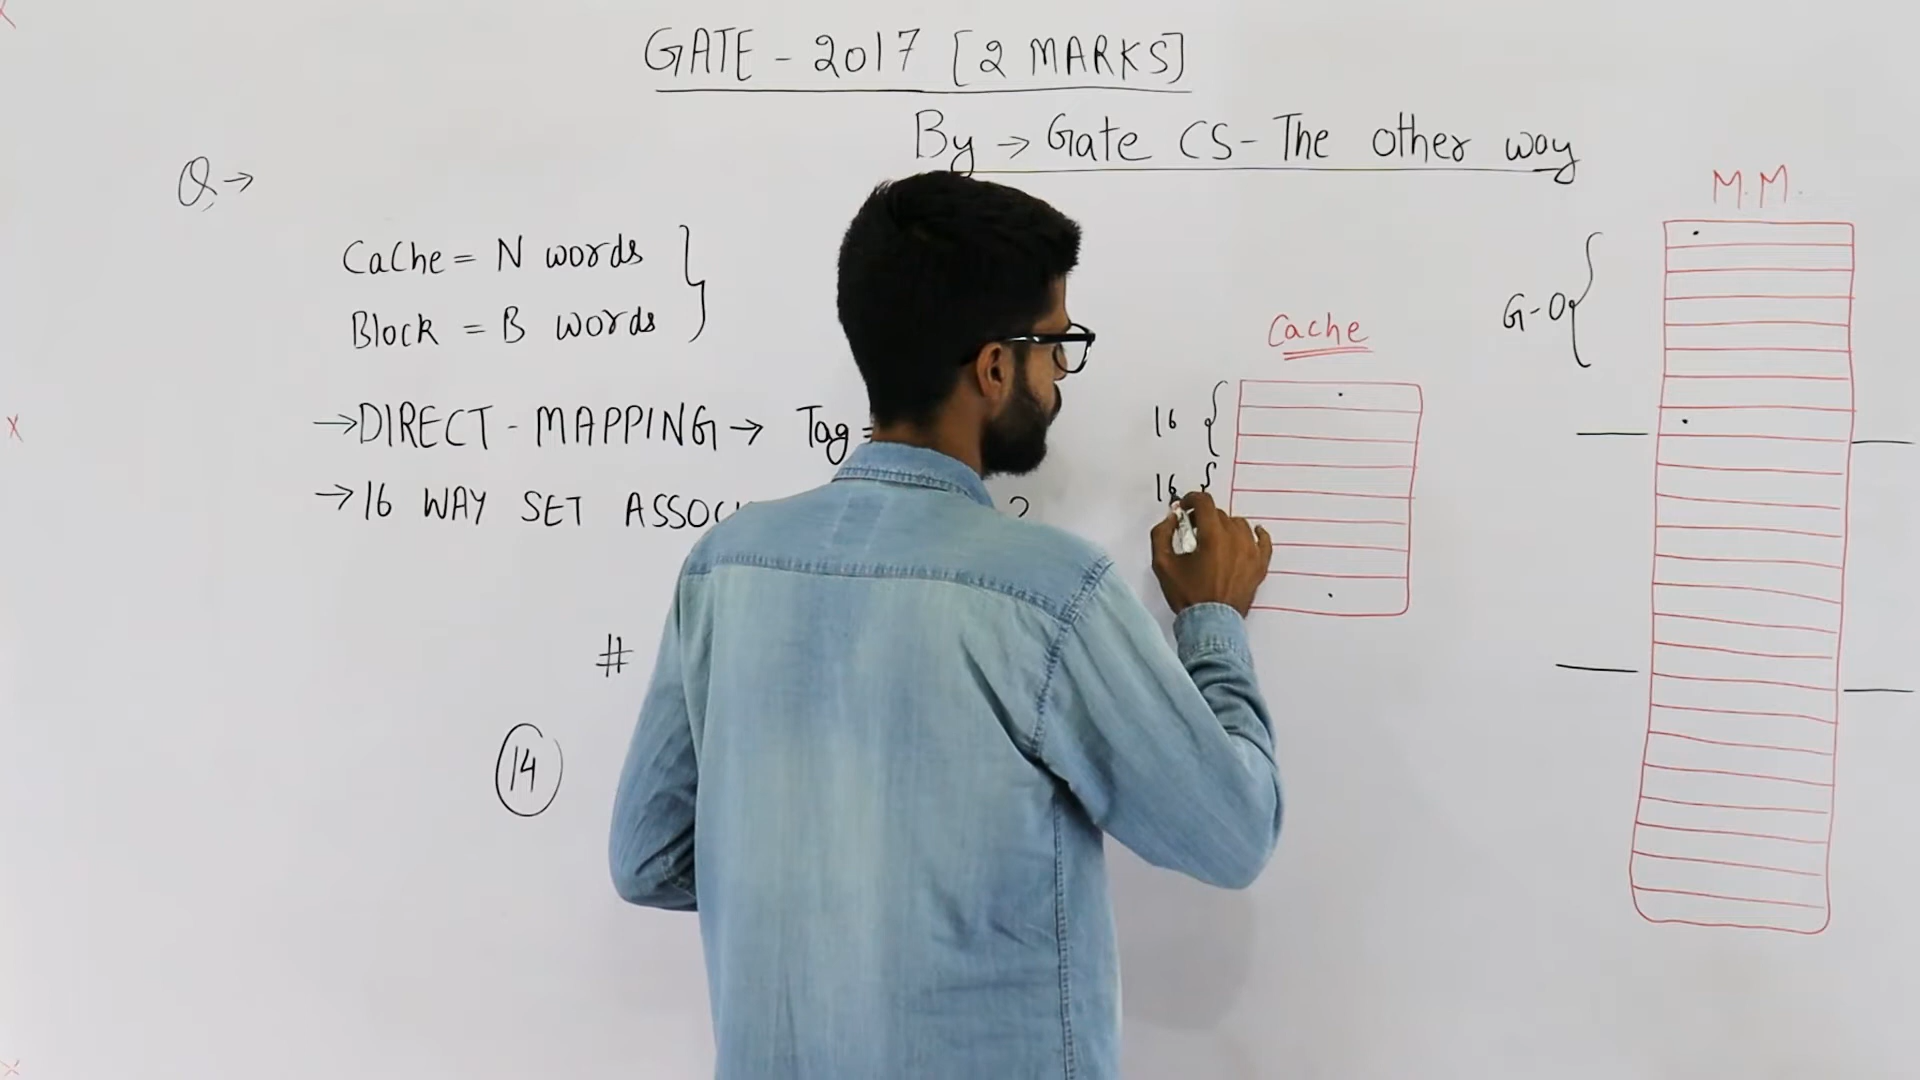 GATE - 2017 [2 MARKS]
By → Gate CS - The other way
Q →
Cache = N words
Block = B words
→ DIRECT - MAPPING → Tag =
→ 16 WAY SET ASSOC ?
#
14
Cache
16
16
M.M.
G-0